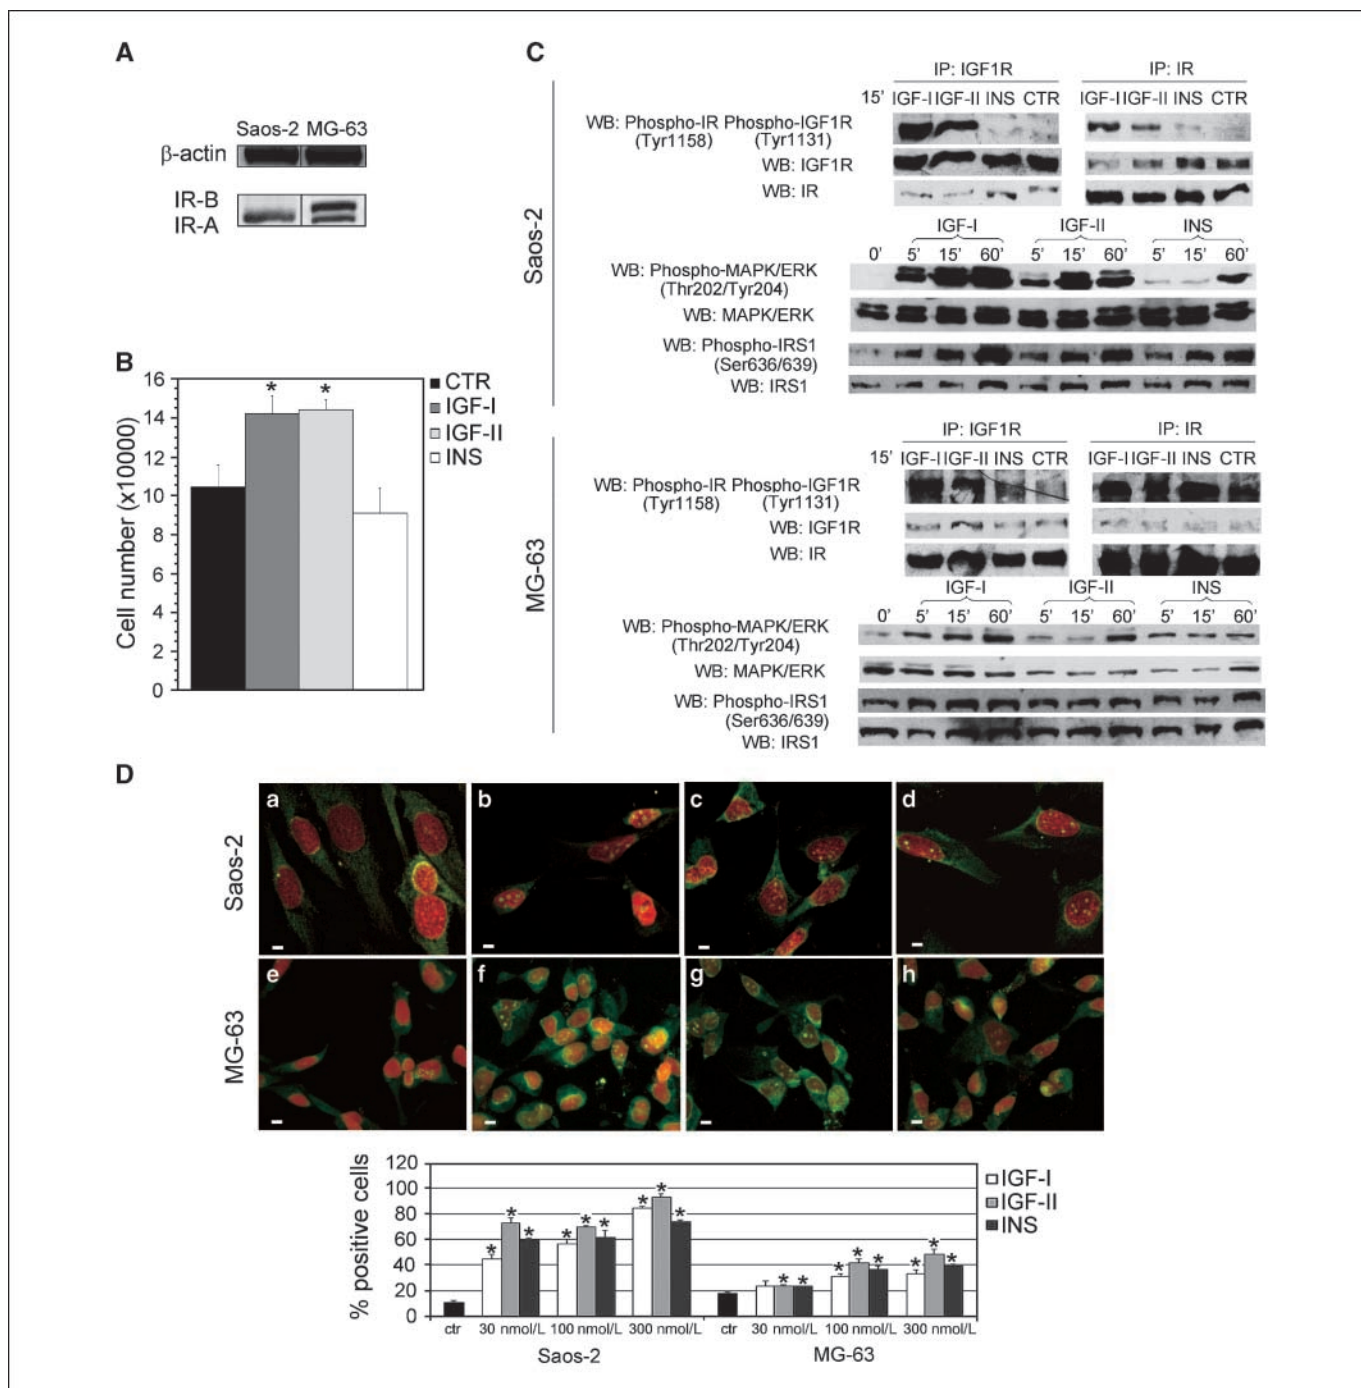 A
Saos-2 MG-63
β-actin
IR-B
IR-A
B
Cell number (x10000)
16
14
12
10
8
6
4
2
0
* *
CTR
IGF-I
IGF-II
INS
C
Saos-2
IP: IGF1R IP: IR
15' IGF-I IGF-II INS CTR IGF-I IGF-II INS CTR
WB: Phospho-IR Phospho-IGF1R
(Tyr1158) (Tyr1131)
WB: IGF1R
WB: IR
IGF-I IGF-II INS
0' 5' 15' 60' 5' 15' 60' 5' 15' 60'
WB: Phospho-MAPK/ERK
(Thr202/Tyr204)
WB: MAPK/ERK
WB: Phospho-IRS1
(Ser636/639)
WB: IRS1
MG-63
IP: IGF1R IP: IR
15' IGF-I IGF-II INS CTR IGF-I IGF-II INS CTR
WB: Phospho-IR Phospho-IGF1R
(Tyr1158) (Tyr1131)
WB: IGF1R
WB: IR
IGF-I IGF-II INS
0' 5' 15' 60' 5' 15' 60' 5' 15' 60'
WB: Phospho-MAPK/ERK
(Thr202/Tyr204)
WB: MAPK/ERK
WB: Phospho-IRS1
(Ser636/639)
WB: IRS1
D
Saos-2
a b c d
MG-63
e f g h
% positive cells
120
100
80
60
40
20
0
* * * * * * * * * * * * * * * * *
IGF-I
IGF-II
INS
ctr 30 nmol/L 100 nmol/L 300 nmol/L ctr 30 nmol/L 100 nmol/L 300 nmol/L
Saos-2 MG-63